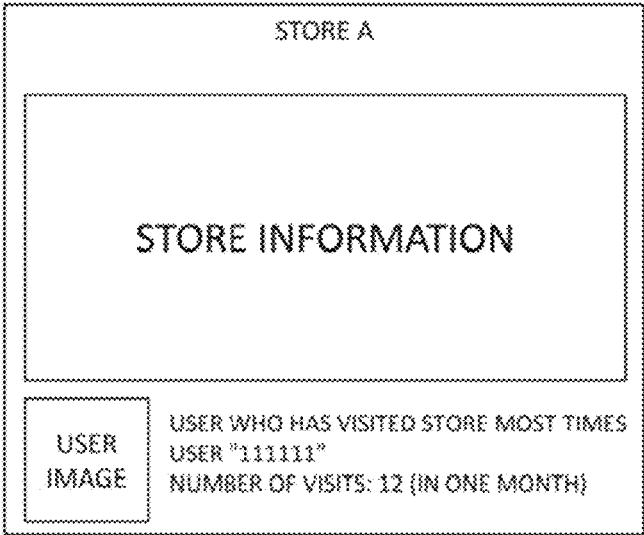 STORE A
STORE INFORMATION
USER
IMAGE
USER WHO HAS VISITED STORE MOST TIMES
USER "111111"
NUMBER OF VISITS: 12 (IN ONE MONTH)